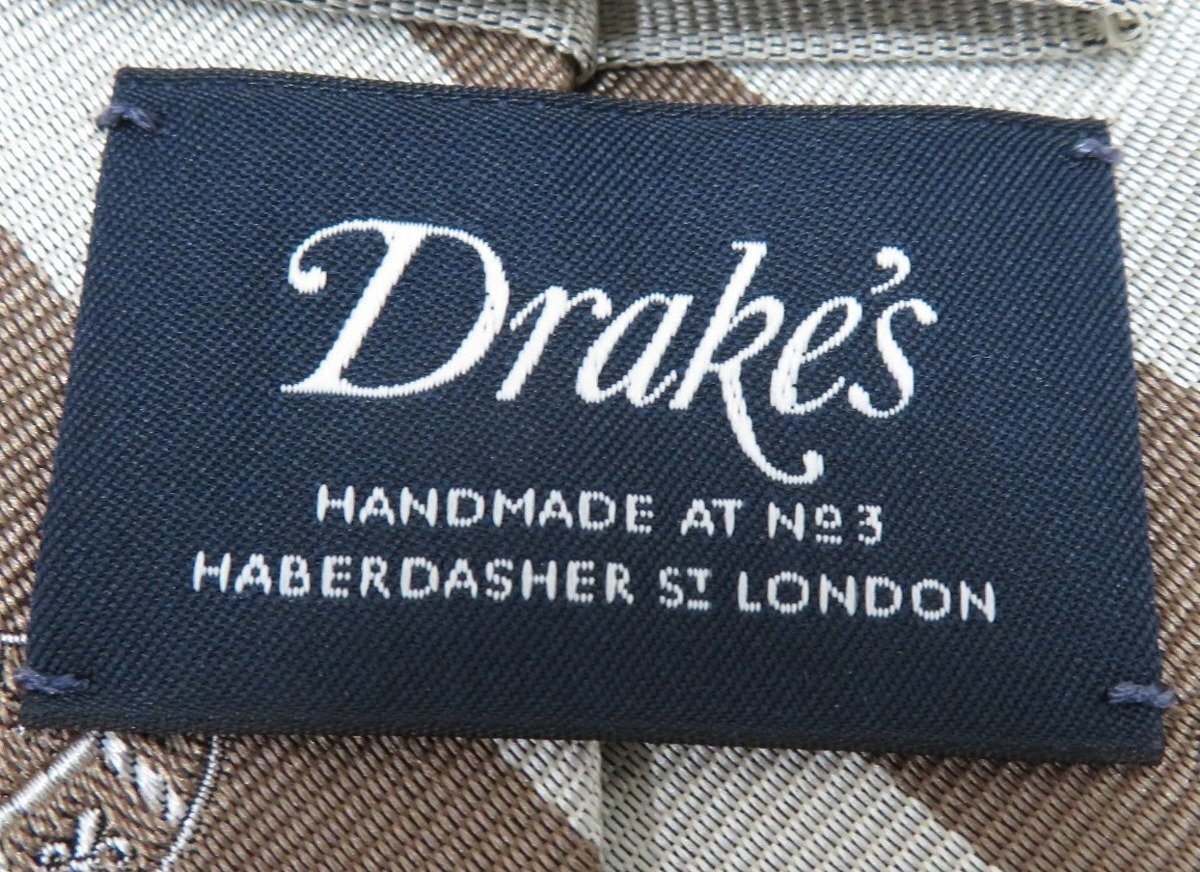 Drake's
HANDMADE AT Nº 3
HABERDASHER ST LONDON